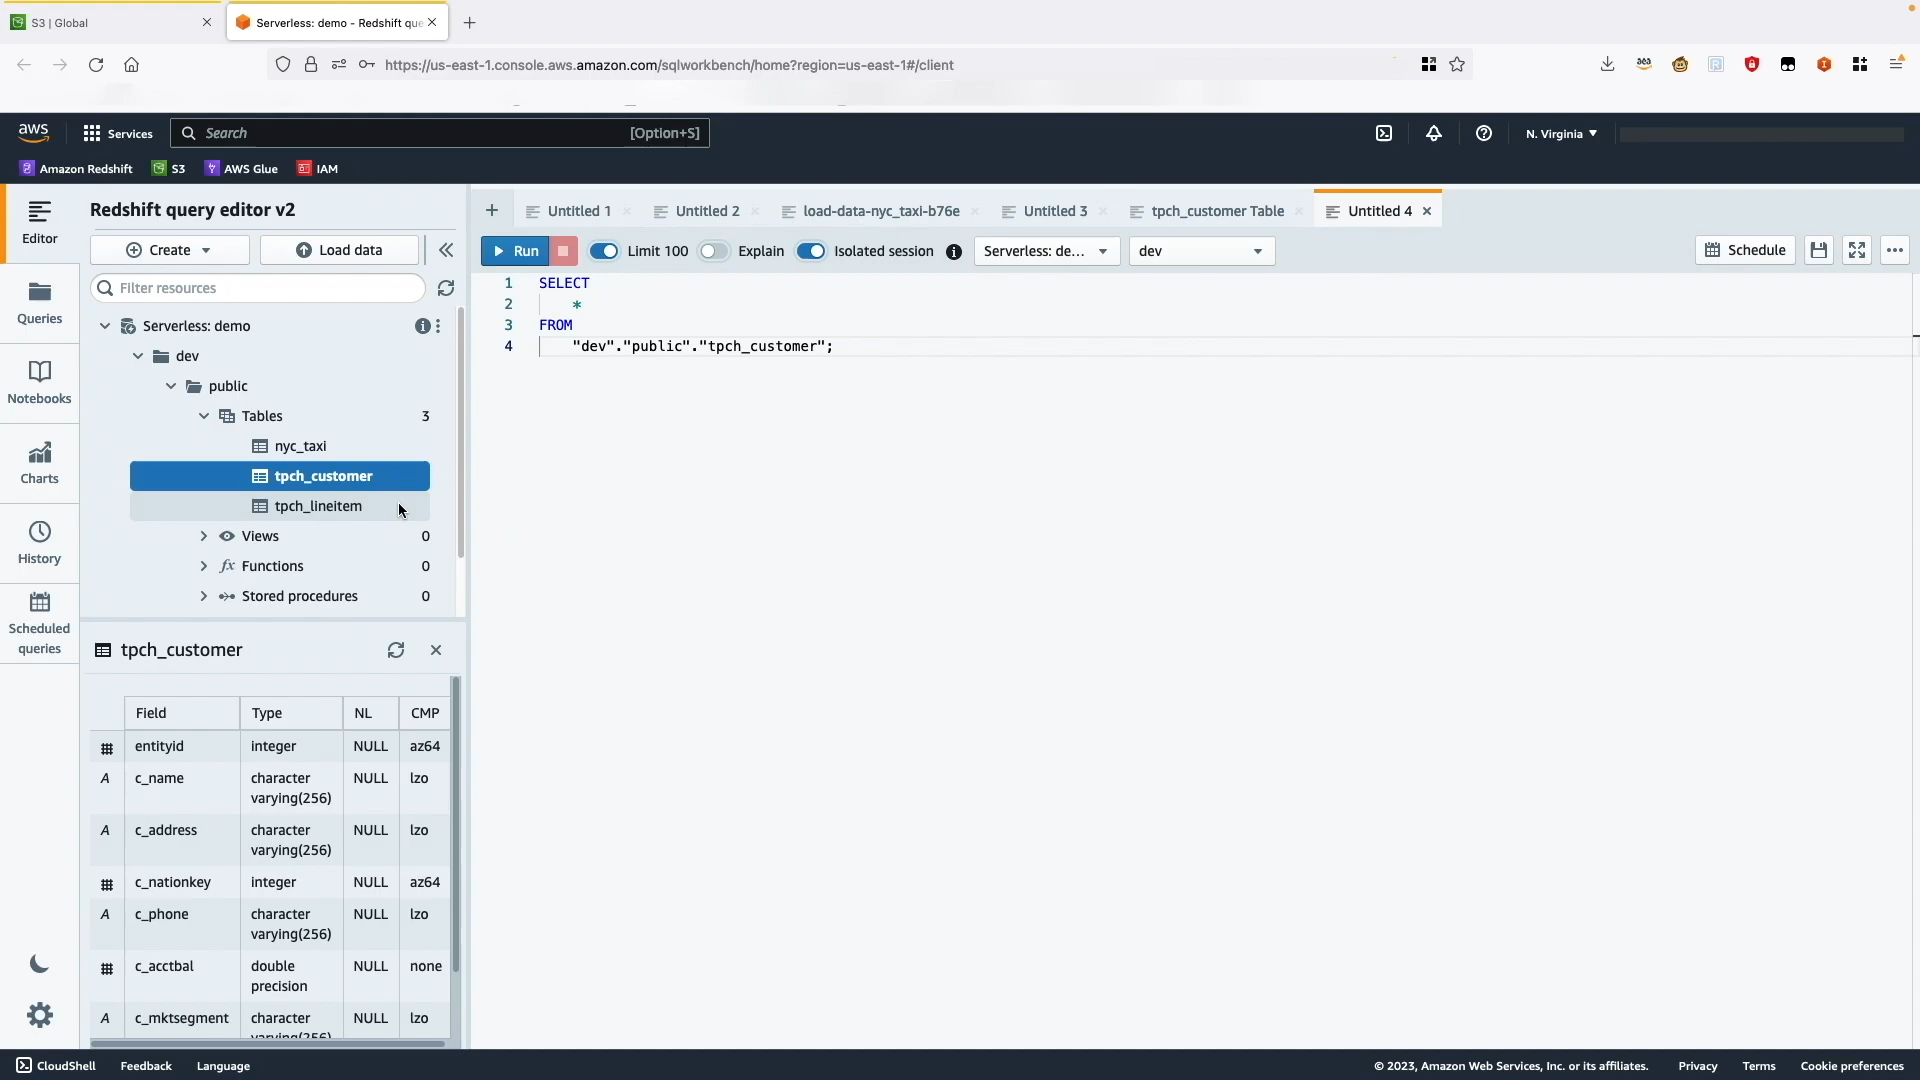 S3 | Global
Serverless: demo - Redshift que
https://us-east-1.console.aws.amazon.com/sqlworkbench/home?region=us-east-1#/client
aws
Services
Search
[Option+S]
N. Virginia
Amazon Redshift
S3
AWS Glue
IAM
Editor
Queries
Notebooks
Charts
History
Scheduled
queries
Redshift query editor v2
Create
Load data
Filter resources
Serverless: demo
dev
public
Tables 3
nyc_taxi
tpch_customer
tpch_lineitem
Views 0
fx Functions 0
Stored procedures 0
tpch_customer
Field Type NL CMP
entityid integer NULL az64
A c_name character NULL lzo
varying(256)
A c_address character NULL lzo
varying(256)
c_nationkey integer NULL az64
A c_phone character NULL lzo
varying(256)
c_acctbal double NULL none
precision
A c_mktsegment character NULL lzo
varying(256)
Untitled 1
Untitled 2
load-data-nyc_taxi-b76e
Untitled 3
tpch_customer Table
Untitled 4
Run
Limit 100
Explain
Isolated session
Serverless: de...
dev
Schedule
1 SELECT
2 *
3 FROM
4 "dev"."public"."tpch_customer";
CloudShell
Feedback
Language
© 2023, Amazon Web Services, Inc. or its affiliates.
Privacy
Terms
Cookie preferences